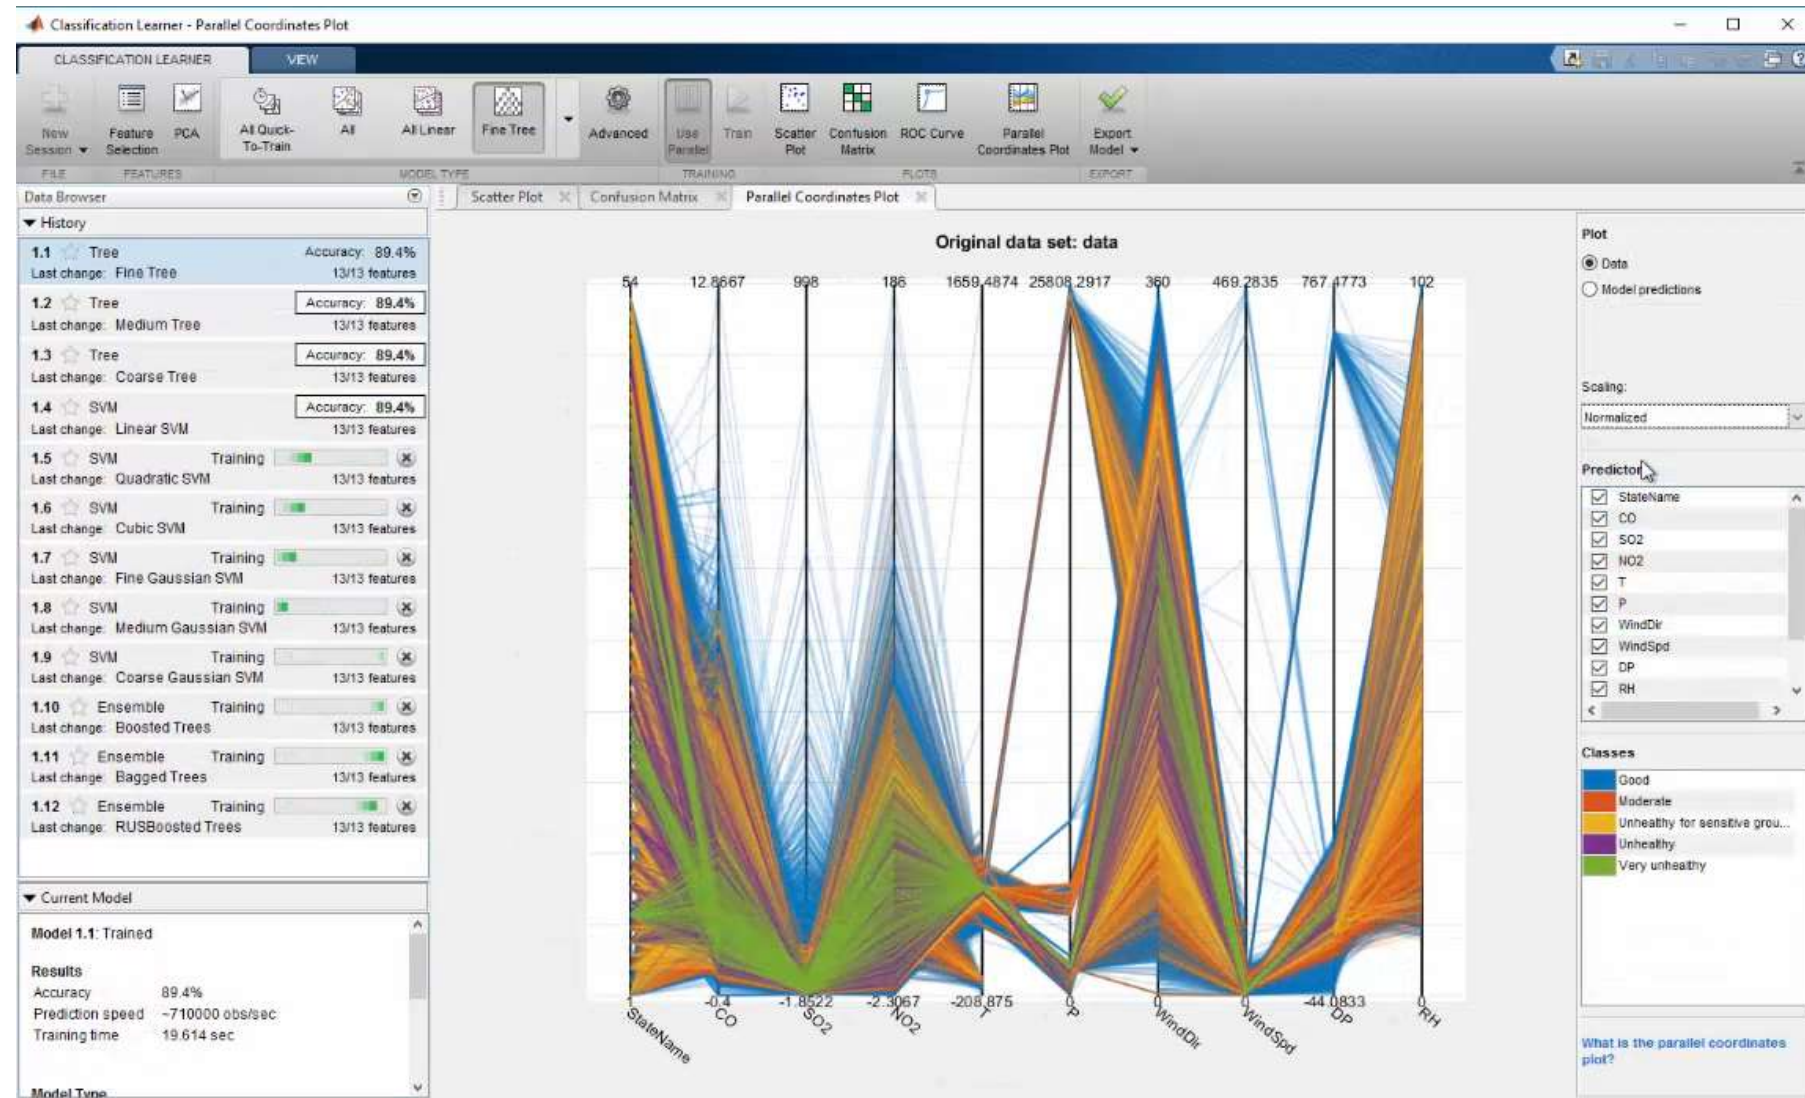 Classification Learner - Parallel Coordinates Plot
CLASSIFICATION LEARNER
VIEW
New Session
Feature Selection
PCA
All Quick-To-Train
All
All Linear
Fine Tree
Advanced
Use Parallel
Train
Scatter Plot
Confusion Matrix
ROC Curve
Parallel Coordinates Plot
Export Model
FILE
FEATURES
MODEL TYPE
TRAINING
PLOTS
EXPORT
Data Browser
Scatter Plot
Confusion Matrix
Parallel Coordinates Plot
History
1.1 Tree Accuracy: 89.4%
Last change: Fine Tree 13/13 features
1.2 Tree Accuracy: 89.4%
Last change: Medium Tree 13/13 features
1.3 Tree Accuracy: 89.4%
Last change: Coarse Tree 13/13 features
1.4 SVM Accuracy: 89.4%
Last change: Linear SVM 13/13 features
1.5 SVM Training
Last change: Quadratic SVM 13/13 features
1.6 SVM Training
Last change: Cubic SVM 13/13 features
1.7 SVM Training
Last change: Fine Gaussian SVM 13/13 features
1.8 SVM Training
Last change: Medium Gaussian SVM 13/13 features
1.9 SVM Training
Last change: Coarse Gaussian SVM 13/13 features
1.10 Ensemble Training
Last change: Boosted Trees 13/13 features
1.11 Ensemble Training
Last change: Bagged Trees 13/13 features
1.12 Ensemble Training
Last change: RUSBoosted Trees 13/13 features
Current Model
Model 1.1: Trained
Results
Accuracy 89.4%
Prediction speed ~710000 obs/sec
Training time 19.614 sec
Model Type
Original data set: data
54 12.8667 998 186 1659.4874 25808.2917 360 469.2835 767.4773 102
1 -0.4 -1.8522 -2.3067 -208.875 0 0 0 -44.0833 0
StateName CO SO2 NO2 T P WindDir WindSpd DP RH
Plot
Data
Model predictions
Scaling:
Normalized
Predictor
StateName
CO
SO2
NO2
T
P
WindDir
WindSpd
DP
RH
Classes
Good
Moderate
Unhealthy for sensitive grou...
Unhealthy
Very unhealthy
What is the parallel coordinates
plot?